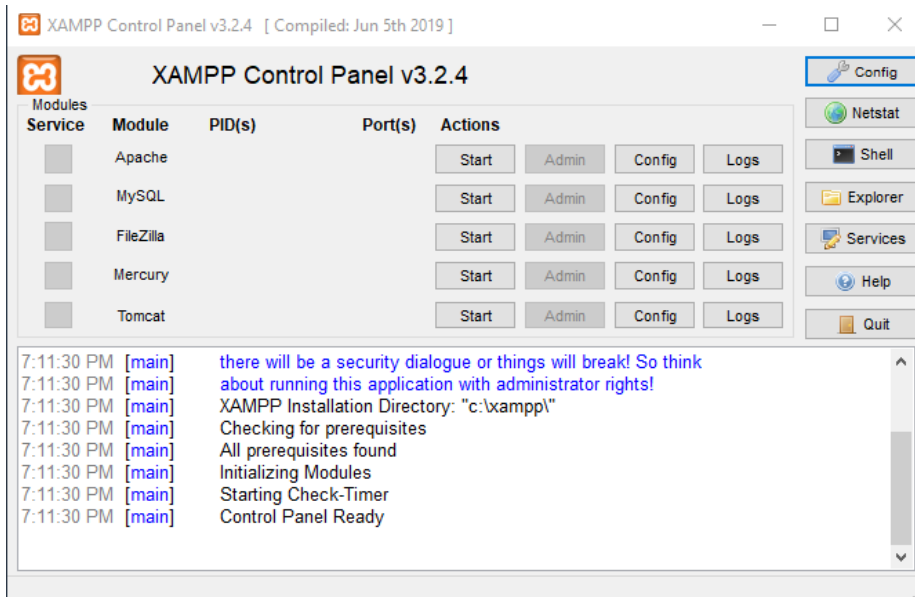 XAMPP Control Panel v3.2.4 [ Compiled: Jun 5th 2019 ]
XAMPP Control Panel v3.2.4
Config
Modules
Service Module PID(s) Port(s) Actions
Netstat
Apache Start Admin Config Logs
Shell
MySQL Start Admin Config Logs
Explorer
FileZilla Start Admin Config Logs
Services
Mercury Start Admin Config Logs
Help
Tomcat Start Admin Config Logs
Quit
7:11:30 PM [main] there will be a security dialogue or things will break! So think
7:11:30 PM [main] about running this application with administrator rights!
7:11:30 PM [main] XAMPP Installation Directory: "c:\xampp\"
7:11:30 PM [main] Checking for prerequisites
7:11:30 PM [main] All prerequisites found
7:11:30 PM [main] Initializing Modules
7:11:30 PM [main] Starting Check-Timer
7:11:30 PM [main] Control Panel Ready